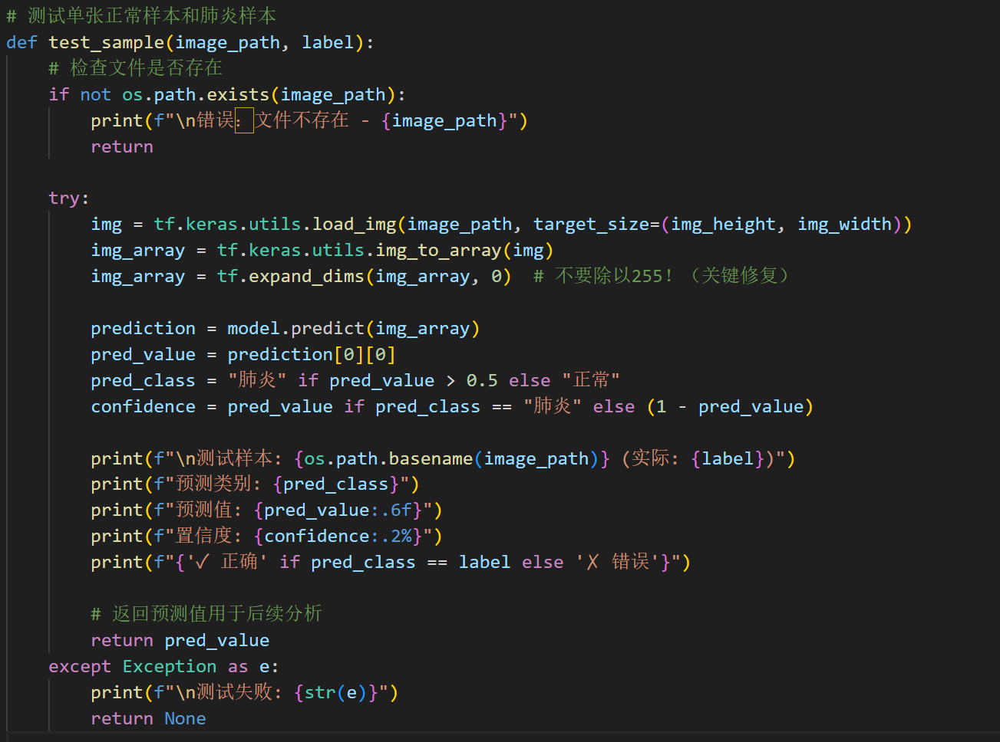 # 测试单张正常样本和肺炎样本
def test_sample(image_path, label):
    # 检查文件是否存在
    if not os.path.exists(image_path):
        print(f"\n错误：文件不存在 - {image_path}")
        return

    try:
        img = tf.keras.utils.load_img(image_path, target_size=(img_height, img_width))
        img_array = tf.keras.utils.img_to_array(img)
        img_array = tf.expand_dims(img_array, 0)  # 不要除以255！（关键修复）

        prediction = model.predict(img_array)
        pred_value = prediction[0][0]
        pred_class = "肺炎" if pred_value > 0.5 else "正常"
        confidence = pred_value if pred_class == "肺炎" else (1 - pred_value)

        print(f"\n测试样本: {os.path.basename(image_path)} (实际: {label})")
        print(f"预测类别: {pred_class}")
        print(f"预测值: {pred_value:.6f}")
        print(f"置信度: {confidence:.2%}")
        print(f"{'✓ 正确' if pred_class == label else '✗ 错误'}")

        # 返回预测值用于后续分析
        return pred_value
    except Exception as e:
        print(f"\n测试失败: {str(e)}")
        return None